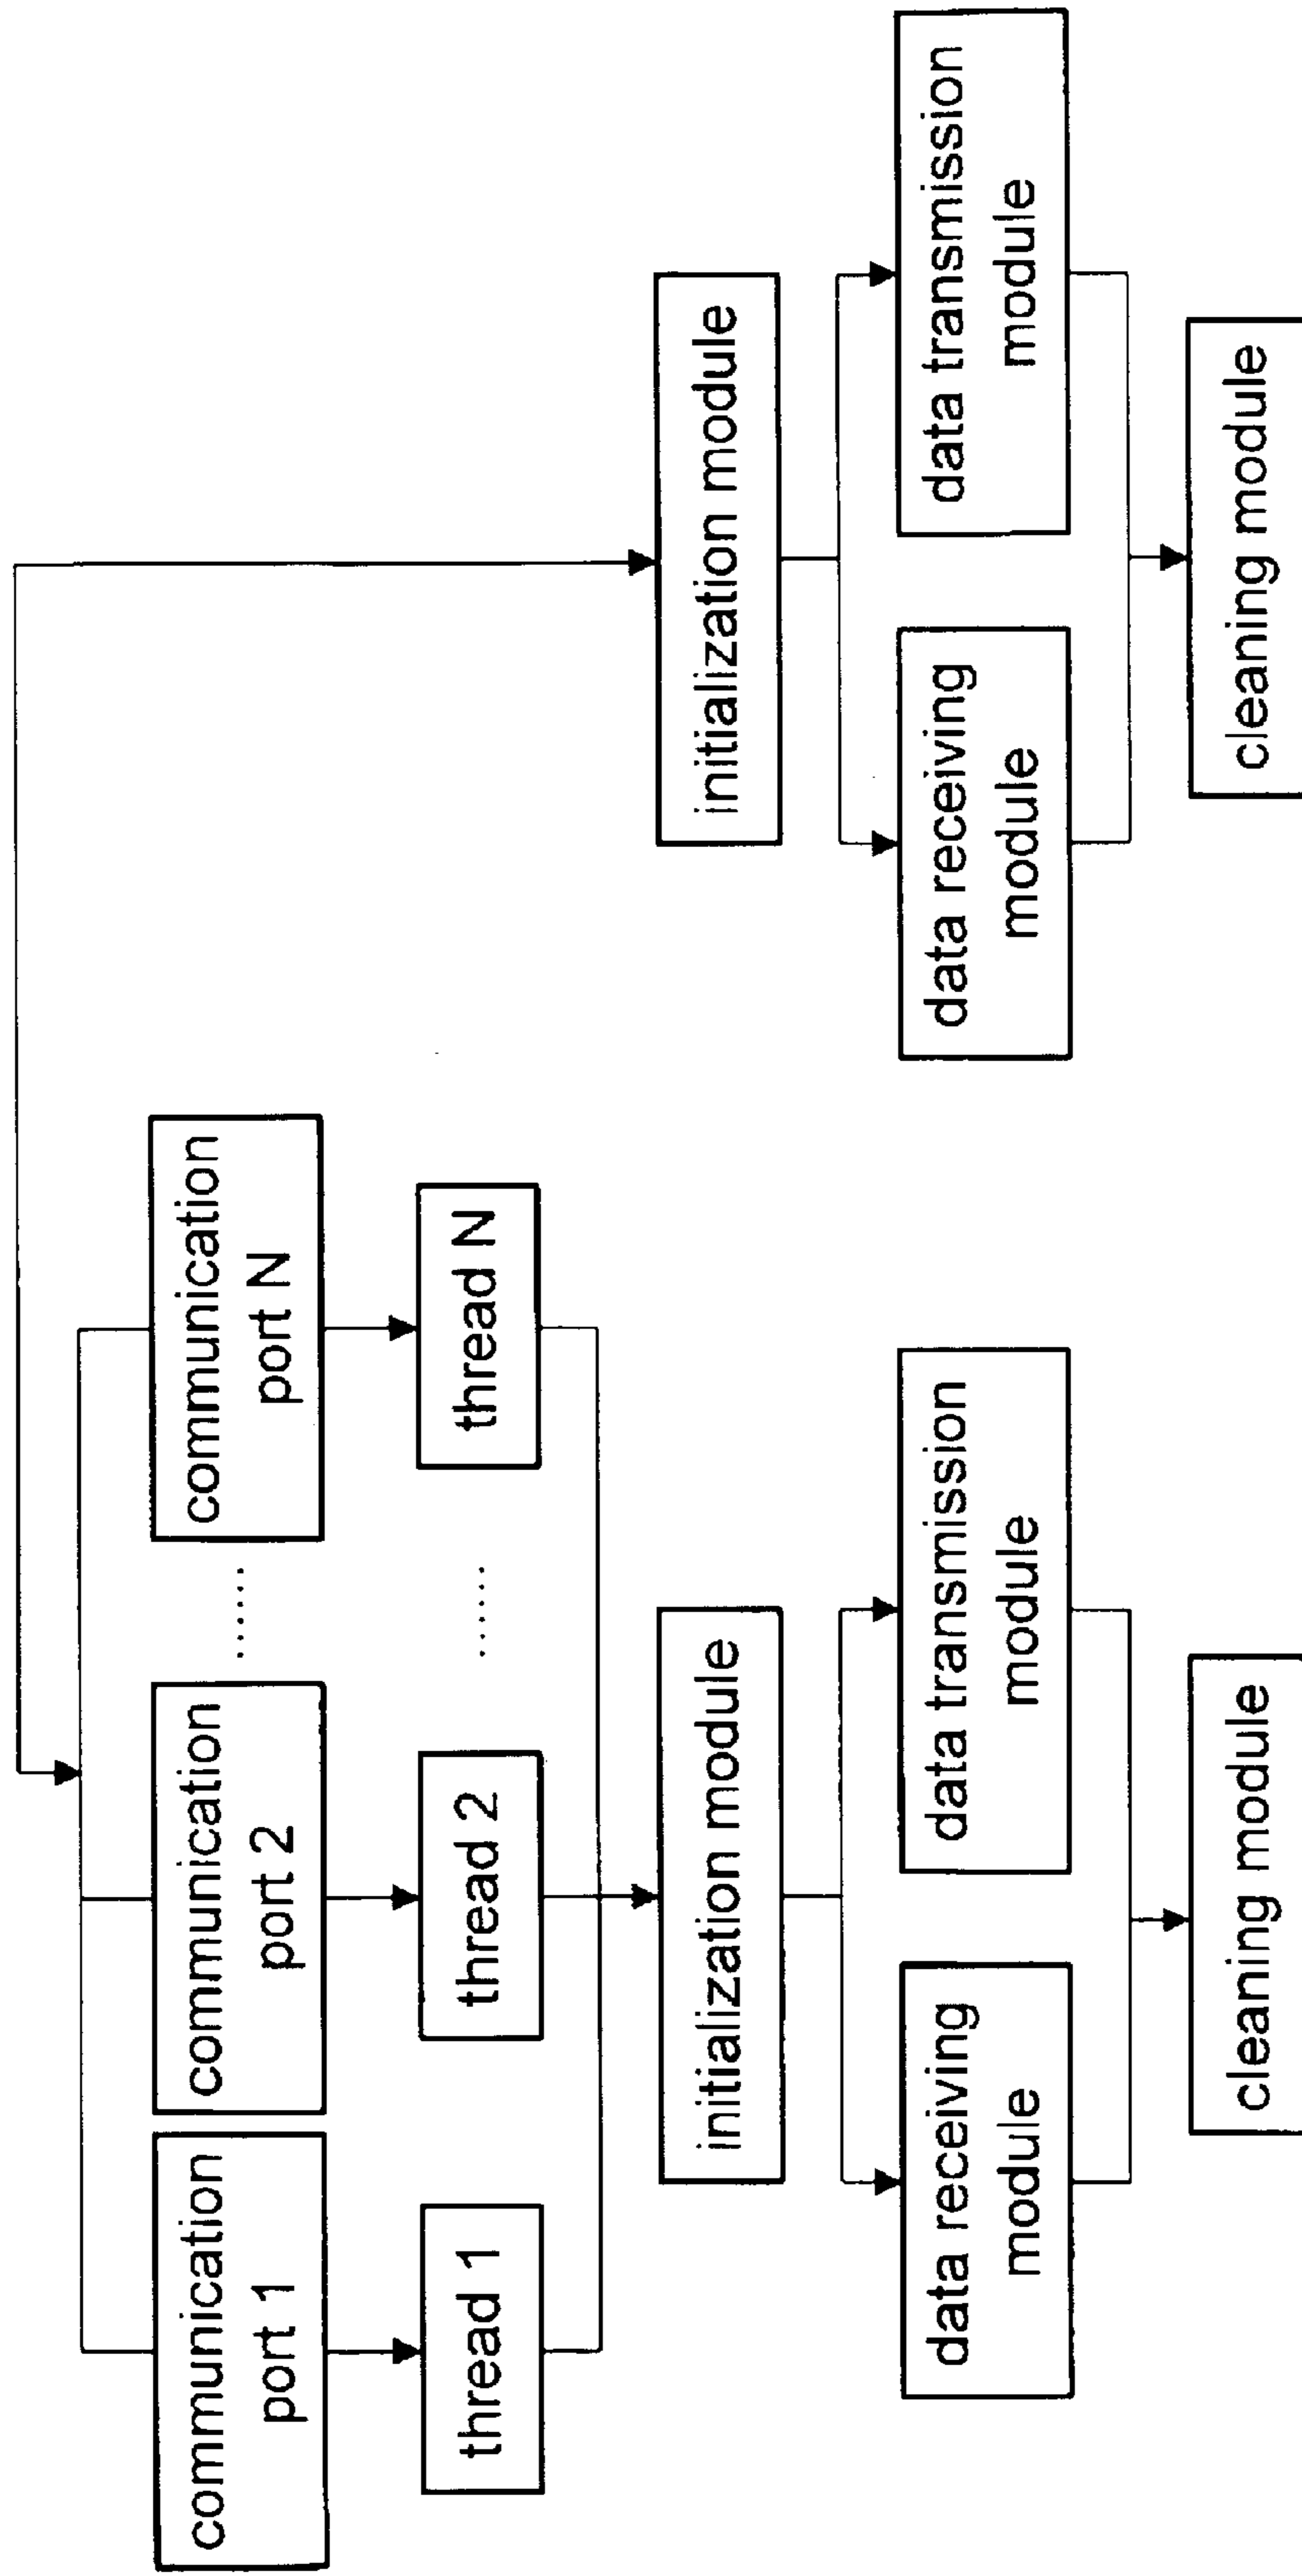 communication
port 1
communication
port 2
......
communication
port N
thread 1
thread 2
......
thread N
initialization module
initialization module
data receiving
module
data transmission
module
data receiving
module
data transmission
module
cleaning module
cleaning module